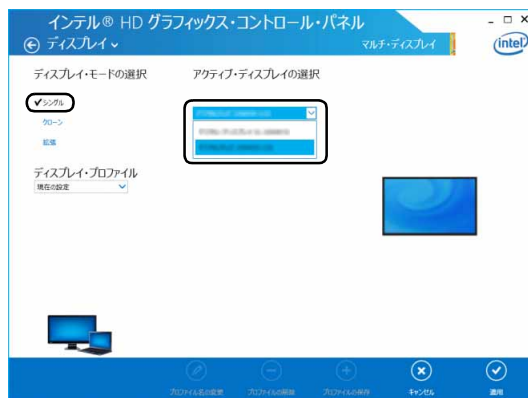 インテル® HD グラフィックス・コントロール・パネル
ディスプレイ
マルチ・ディスプレイ
intel
ディスプレイ・モードの選択
アクティブ・ディスプレイの選択
シングル
クローン
拡張
ディスプレイ・プロファイル
現在の設定
プロファイル名の変更
プロファイルの削除
プロファイルの保存
キャンセル
適用